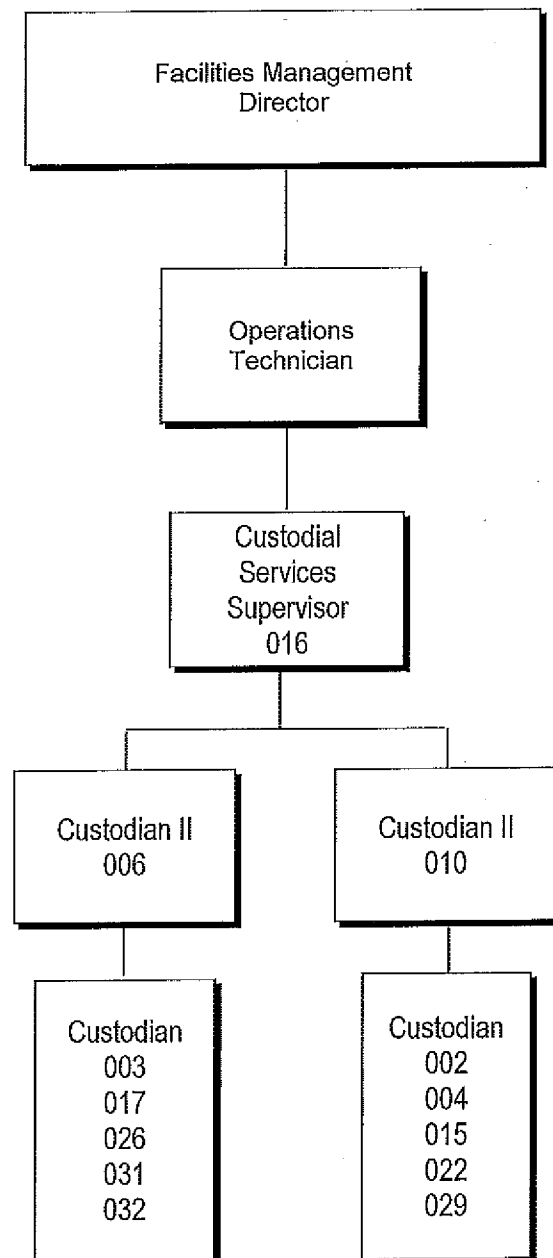 Facilities Management
Director
Operations
Technician
Custodial
Services
Supervisor
016
Custodian II
006
Custodian II
010
Custodian
003
017
026
031
032
Custodian
002
004
015
022
029